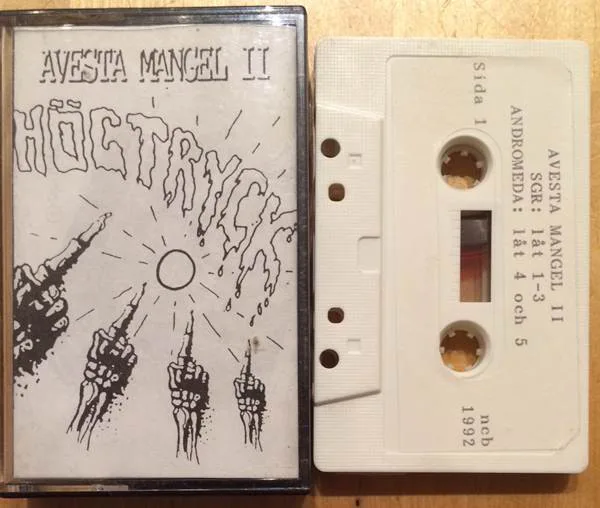 AVESTA MANGEL II
HÖGTRYCK
Sida 1
AVESTA MANGEL II
SGR: låt 1-3
ANDROMEDA: låt 4 och 5
ncb
1992